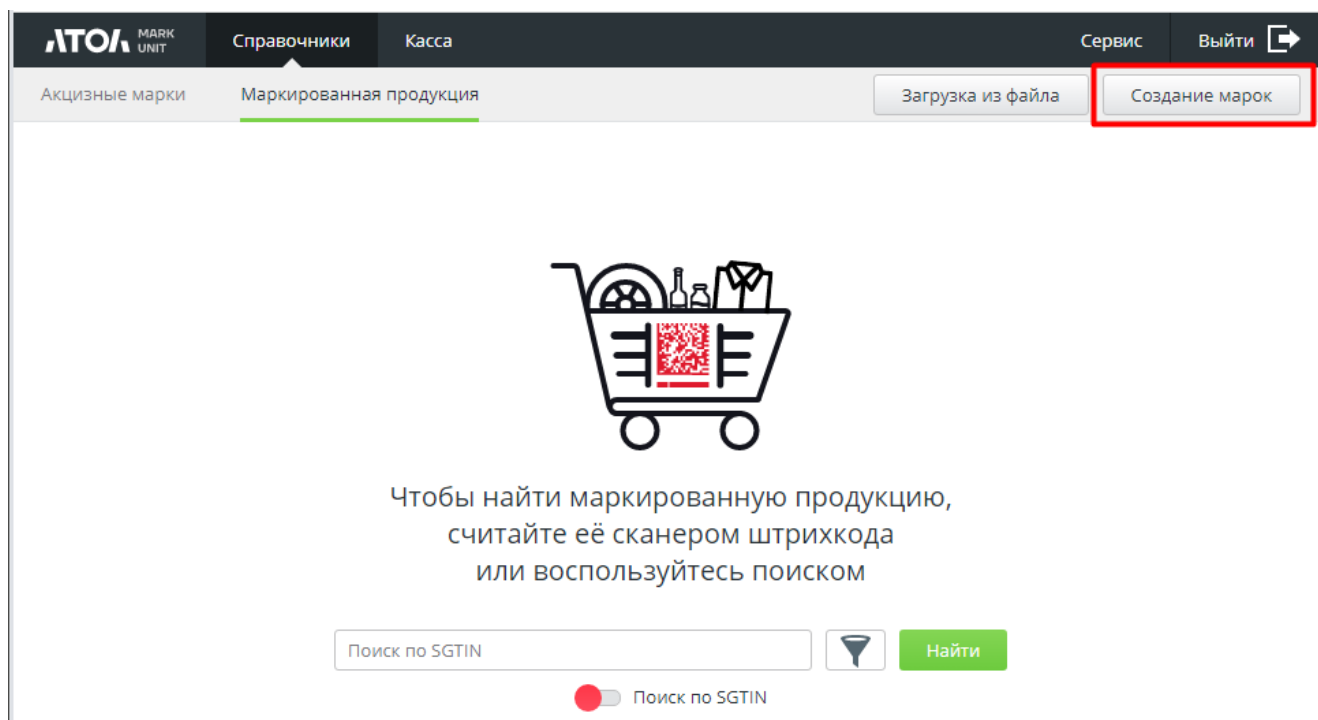 АТОЛ MARK UNIT Справочники Касса Сервис Выйти
Акцизные марки Маркированная продукция Загрузка из файла Создание марок
Чтобы найти маркированную продукцию,
считайте её сканером штрихкода
или воспользуйтесь поиском
Поиск по SGTIN Найти
Поиск по SGTIN